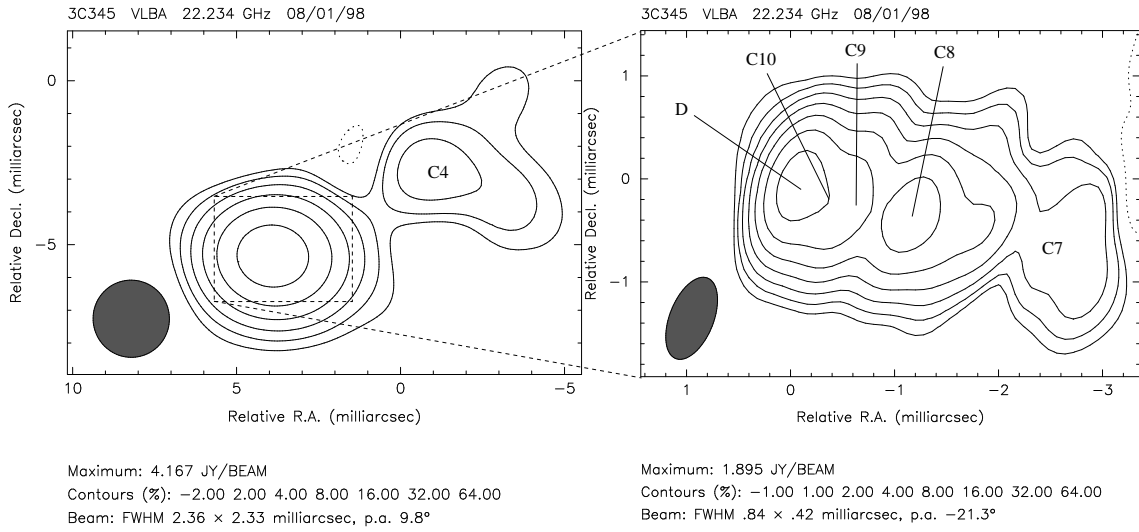 3C345 VLBA 22.234 GHz 08/01/98
Relative Decl. (milliarcsec)
0
-5
C4
10 5 0 -5
Relative R.A. (milliarcsec)
Maximum: 4.167 JY/BEAM
Contours (%): -2.00 2.00 4.00 8.00 16.00 32.00 64.00
Beam: FWHM 2.36 × 2.33 milliarcsec, p.a. 9.8°
3C345 VLBA 22.234 GHz 08/01/98
Relative Decl. (milliarcsec)
1
0
-1
D
C10
C9
C8
C7
1 0 -1 -2 -3
Relative R.A. (milliarcsec)
Maximum: 1.895 JY/BEAM
Contours (%): -1.00 1.00 2.00 4.00 8.00 16.00 32.00 64.00
Beam: FWHM .84 × .42 milliarcsec, p.a. -21.3°